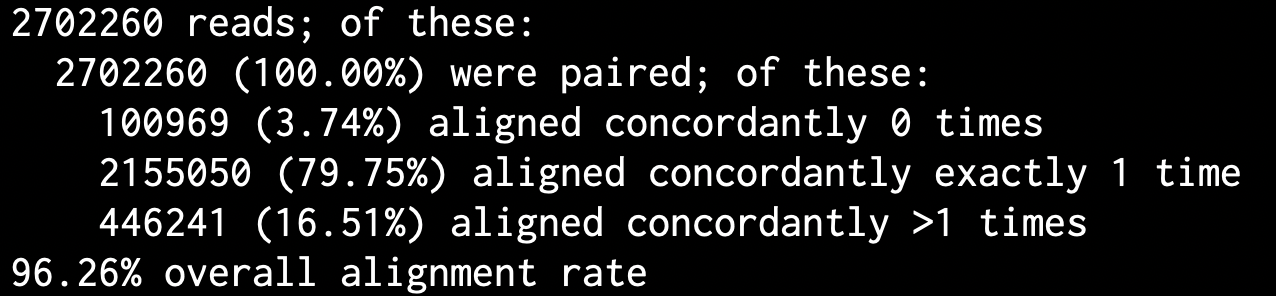 2702260 reads; of these:
  2702260 (100.00%) were paired; of these:
    100969 (3.74%) aligned concordantly 0 times
    2155050 (79.75%) aligned concordantly exactly 1 time
    446241 (16.51%) aligned concordantly >1 times
96.26% overall alignment rate